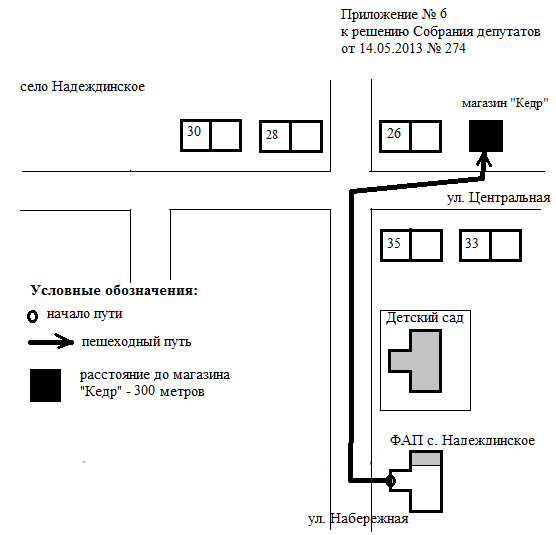 Приложение № 6
к решению Собрания депутатов
от 14.05.2013 № 274
село Надеждинское
магазин "Кедр"
30
28
26
ул. Центральная
35
33
Условные обозначения:
начало пути
пешеходный путь
расстояние до магазина
"Кедр" - 300 метров
Детский сад
ФАП с. Надеждинское
ул. Набережная